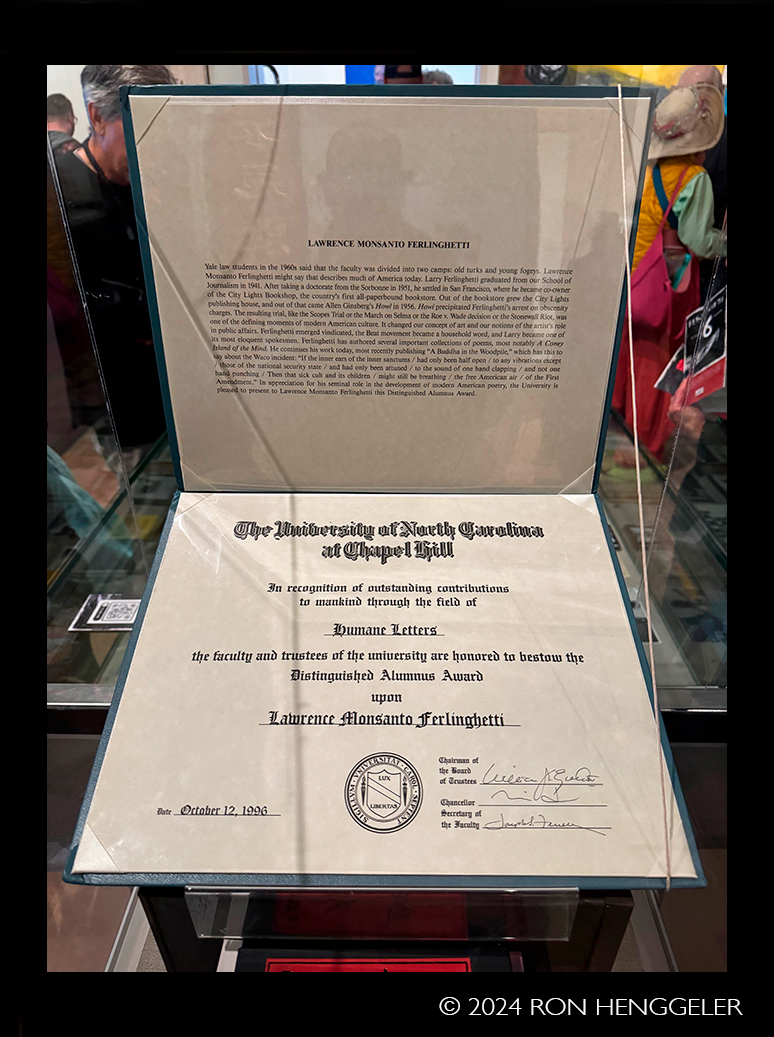 LAWRENCE MONSANTO FERLINGHETTI
Yale law students in the 1960s said that the faculty was divided into two camps: old turks and young fogeys. Lawrence
Monsanto Ferlinghetti might say that describes much of America today. Larry Ferlinghetti graduated from our School of
Journalism in 1941. After taking a doctorate from the Sorbonne in 1951, he settled in San Francisco, where he became co-owner
of the City Lights Bookshop, the country's first all-paperbound bookstore. Out of the bookstore grew the City Lights
publishing house, and out of that came Allen Ginsberg's Howl in 1956. Howl precipitated Ferlinghetti's arrest on obscenity
charges. The resulting trial, like the Scopes Trial or the March on Selma or the Roe v. Wade decision or the Stonewall Riot, was
one of the defining moments of modern American culture. It changed our concept of art and our notions of the artist's role
in public affairs. Ferlinghetti emerged vindicated, the Beat movement became a household word, and Larry became one of
its most eloquent spokesmen. Ferlinghetti has authored several important collections of poems, most notably A Coney
Island of the Mind. He continues his work today, most recently publishing "A Buddha in the Woodpile," which has this to
say about the Waco incident: "If the inner ears of the inner sanctums / had only been half open / to any vibrations except
/ those of the national security state / and had only been attuned / to the sound of one hand clapping / and not one
hand punching / Then that sick cult and its children / might still be breathing / the free American air / of the First
Amendment." In appreciation for his seminal role in the development of modern American poetry, the University is
pleased to present to Lawrence Monsanto Ferlinghetti this Distinguished Alumnus Award.
The University of North Carolina
at Chapel Hill
In recognition of outstanding contributions
to mankind through the field of
Humane Letters
the faculty and trustees of the university are honored to bestow the
Distinguished Alumnus Award
upon
Lawrence Monsanto Ferlinghetti
Date October 12, 1996
SIGILLVM UNIVERSITAT CAROL SEPTENT
LUX
LIBERTAS
Chairman of
the Board
of Trustees
Chancellor
Secretary of
the Faculty
6
© 2024 RON HENGGELER